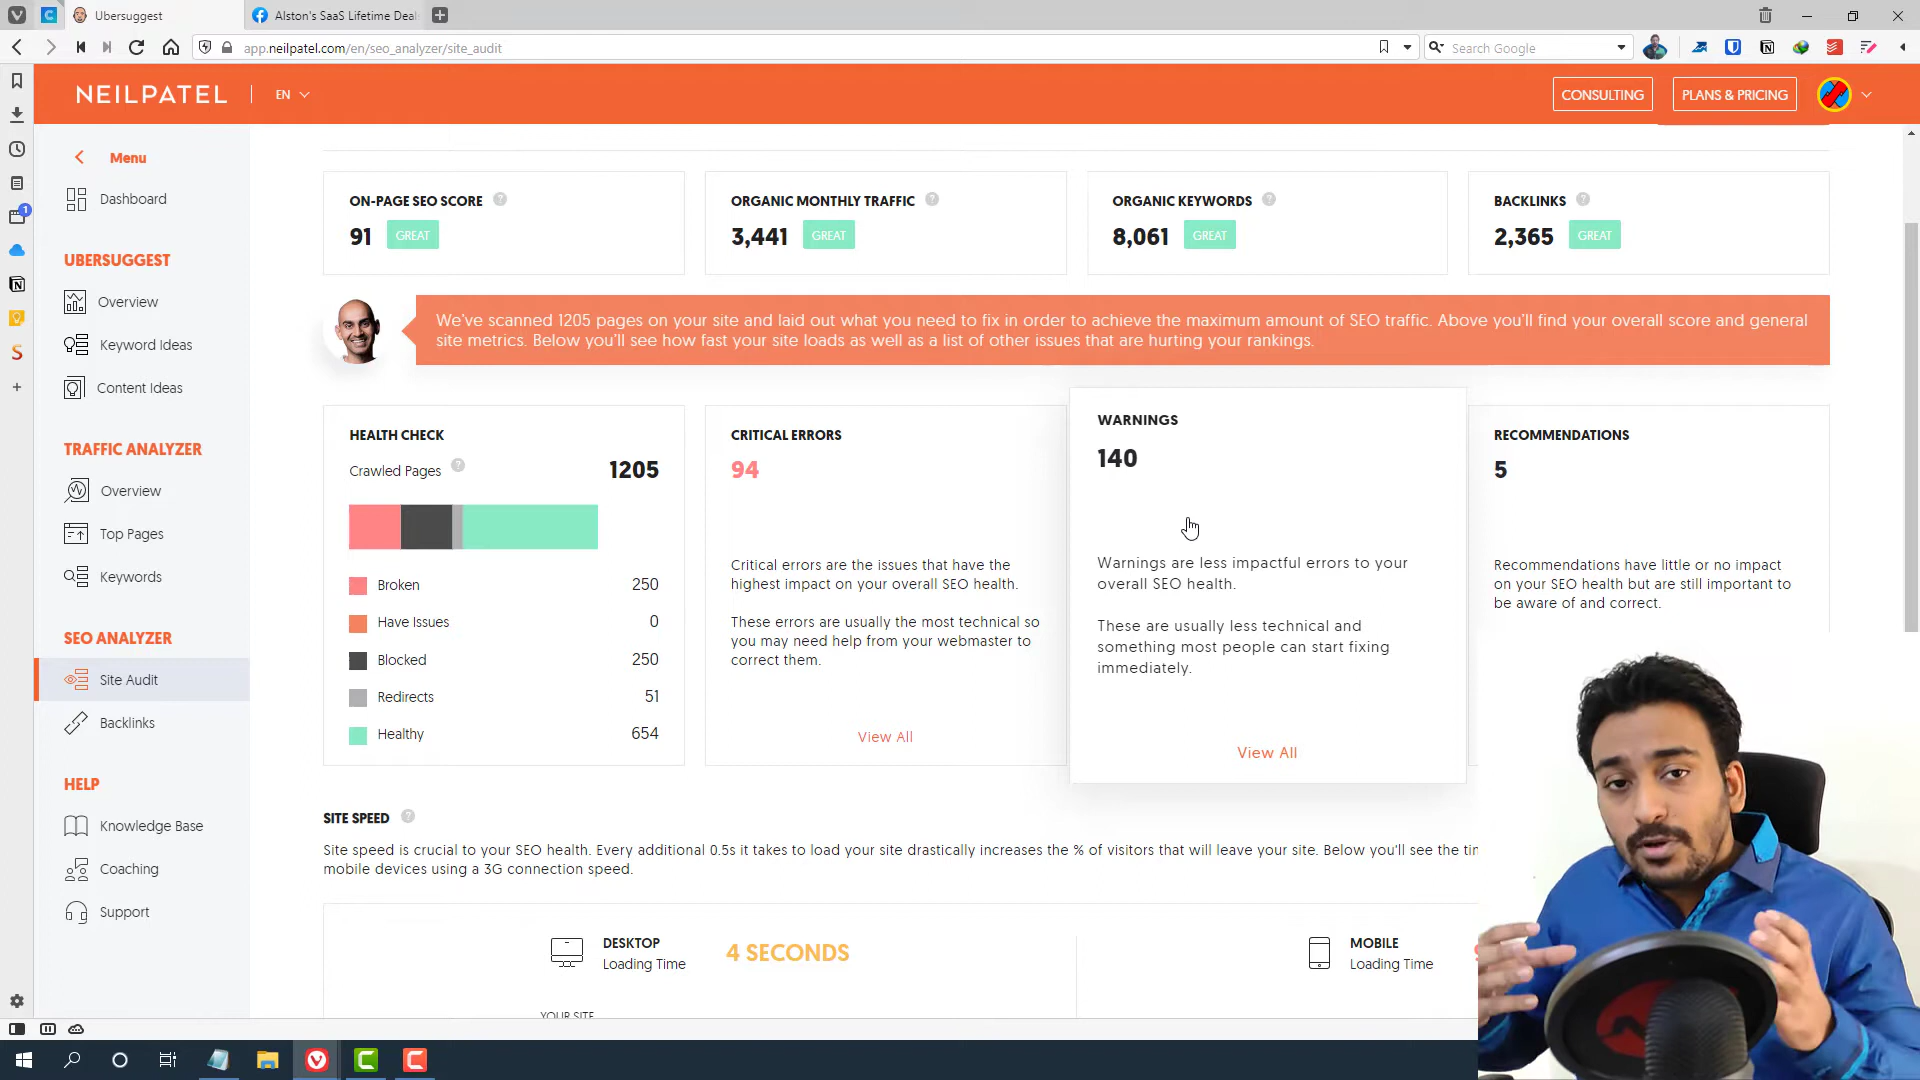 Ubersuggest
Alston's SaaS Lifetime Dea
app.neilpatel.com/en/seo_analyzer/site_audit
Search Google
NEILPATEL
EN
CONSULTING
PLANS & PRICING
Menu
Dashboard
UBERSUGGEST
Overview
Keyword Ideas
Content Ideas
TRAFFIC ANALYZER
Overview
Top Pages
Keywords
SEO ANALYZER
Site Audit
Backlinks
HELP
Knowledge Base
Coaching
Support
ON-PAGE SEO SCORE ?
91 GREAT
ORGANIC MONTHLY TRAFFIC ?
3,441 GREAT
ORGANIC KEYWORDS ?
8,061 GREAT
BACKLINKS ?
2,365 GREAT
We've scanned 1205 pages on your site and laid out what you need to fix in order to achieve the maximum amount of SEO traffic. Above you'll find your overall score and general
site metrics. Below you'll see how fast your site loads as well as a list of other issues that are hurting your rankings.
HEALTH CHECK
Crawled Pages ? 1205
Broken 250
Have Issues 0
Blocked 250
Redirects 51
Healthy 654
CRITICAL ERRORS
94
Critical errors are the issues that have the
highest impact on your overall SEO health.
These errors are usually the most technical so
you may need help from your webmaster to
correct them.
View All
WARNINGS
140
Warnings are less impactful errors to your
overall SEO health.
These are usually less technical and
something most people can start fixing
immediately.
View All
RECOMMENDATIONS
5
Recommendations have little or no impact
on your SEO health but are still important to
be aware of and correct.
SITE SPEED ?
Site speed is crucial to your SEO health. Every additional 0.5s it takes to load your site drastically increases the % of visitors that will leave your site. Below you'll see the
mobile devices using a 3G connection speed.
DESKTOP
Loading Time
4 SECONDS
MOBILE
Loading Time
YOUR SITE